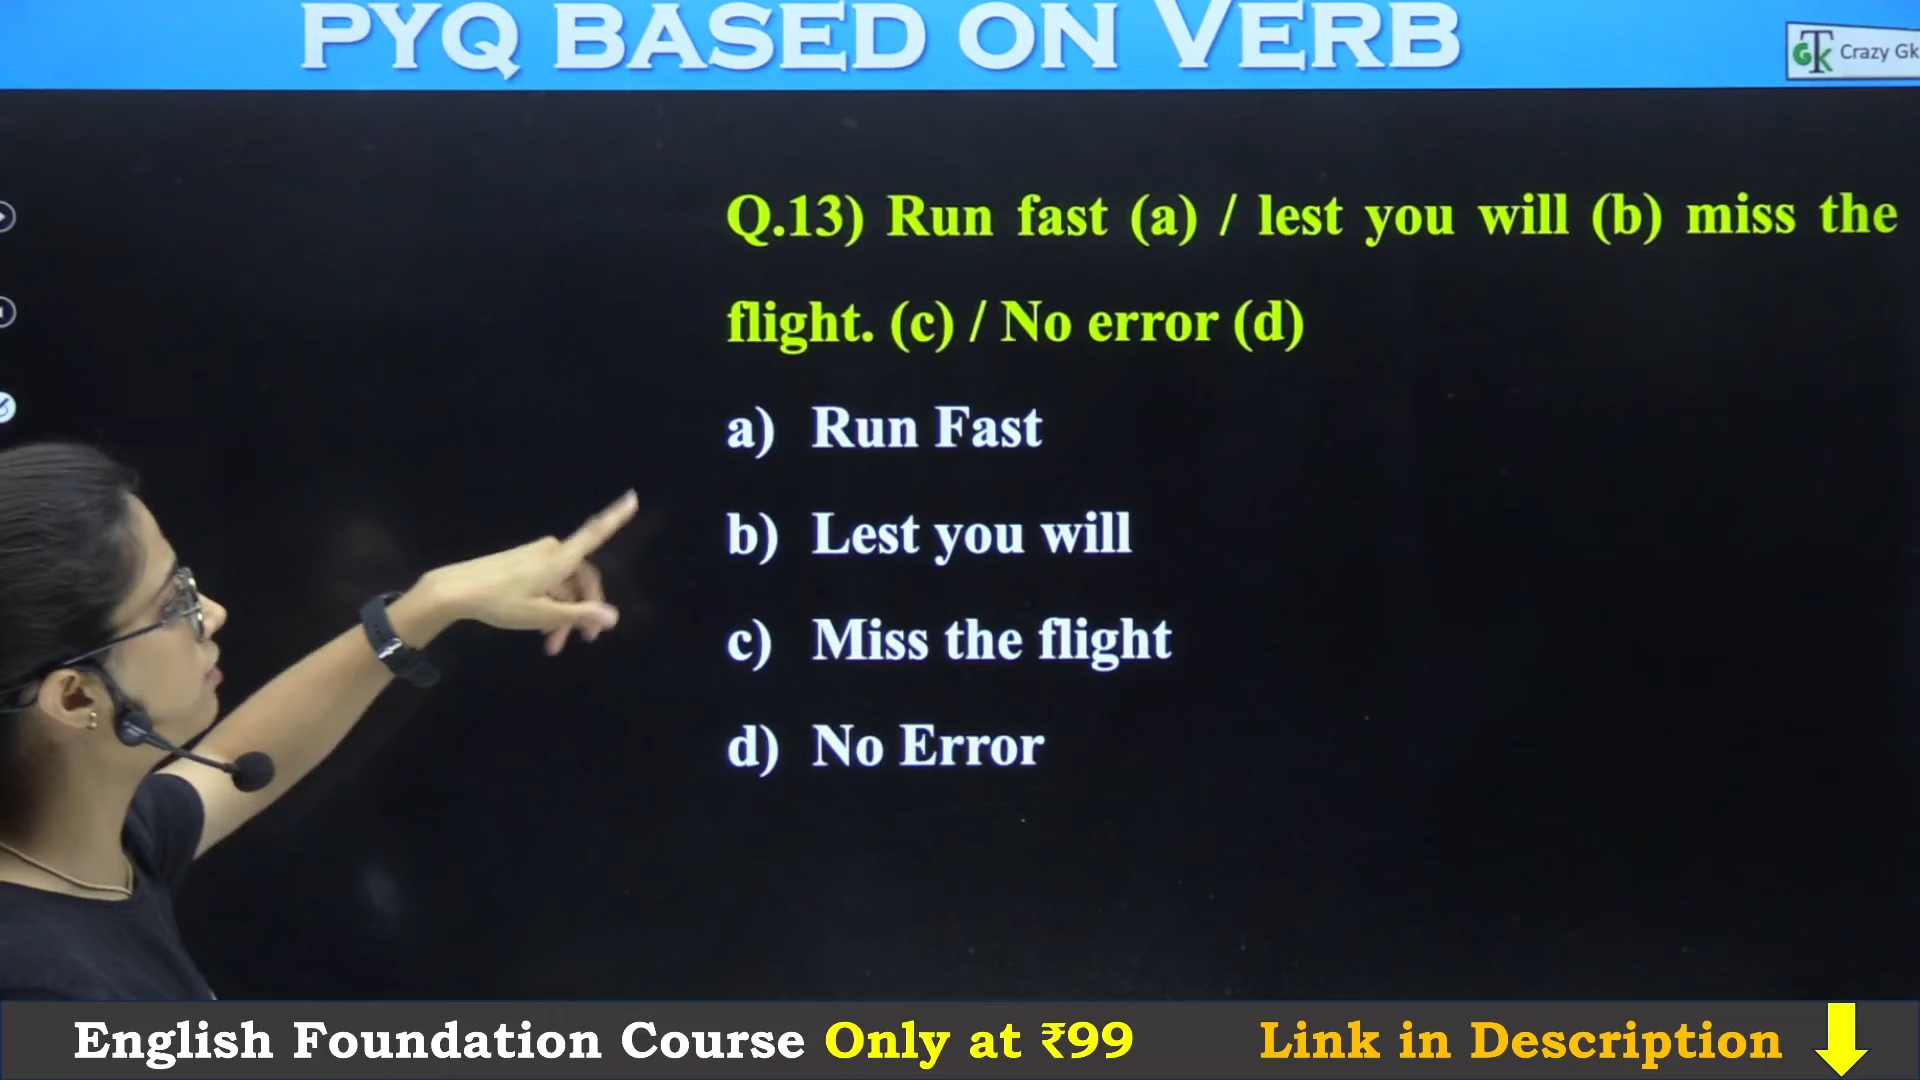 PYQ BASED ON VERB
GTK Crazy Gk
Q.13) Run fast (a) / lest you will (b) miss the
flight. (c) / No error (d)
a) Run Fast
b) Lest you will
c) Miss the flight
d) No Error
English Foundation Course Only at ₹99 Link in Description